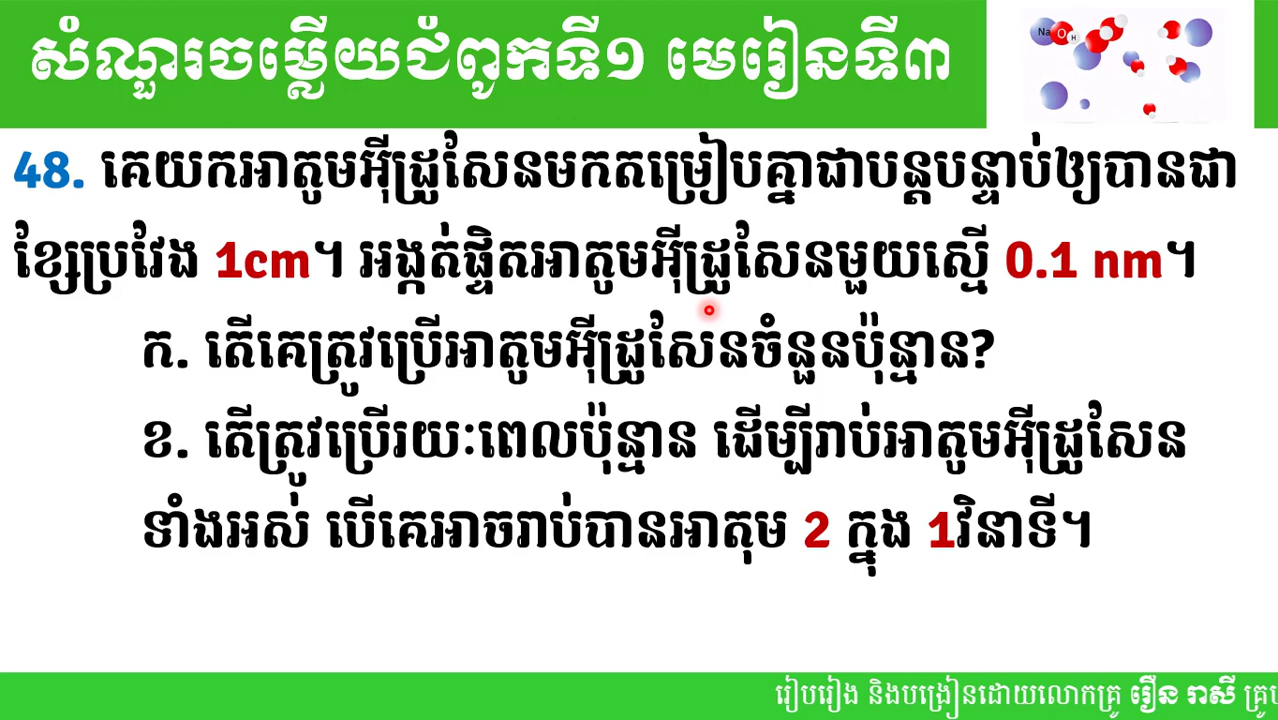 សំណួរចម្លើយជំពូកទី១ មេរៀនទី៣
Na O H
48. គេយកអាតូមអ៊ីដ្រូសែនមកតម្រៀបគ្នាជាបន្តបន្ទាប់ឲ្យបានជា
ខ្សែប្រវែង 1cm។ អង្កត់ផ្ចិតអាតូមអ៊ីដ្រូសែនមួយស្មើ 0.1 nm។
ក. តើគេត្រូវប្រើអាតូមអ៊ីដ្រូសែនចំនួនប៉ុន្មាន?
ខ. តើត្រូវប្រើរយៈពេលប៉ុន្មាន ដើម្បីរាប់អាតូមអ៊ីដ្រូសែន
ទាំងអស់ បើគេអាចរាប់បានអាតុម 2 ក្នុង 1វិនាទី។
រៀបរៀង និងបង្រៀនដោយលោកគ្រូ រឿន រាសី គ្រូប